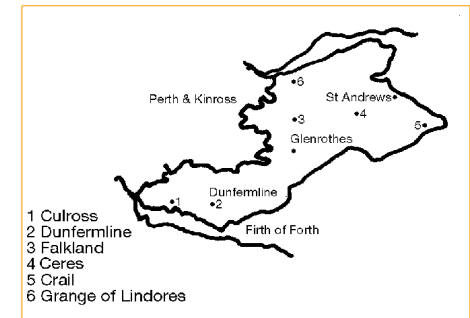 6
Perth & Kinross
St Andrews
3
4
5
Glenrothes
Dunfermline
1
2
Firth of Forth
1 Culross
2 Dunfermline
3 Falkland
4 Ceres
5 Crail
6 Grange of Lindores